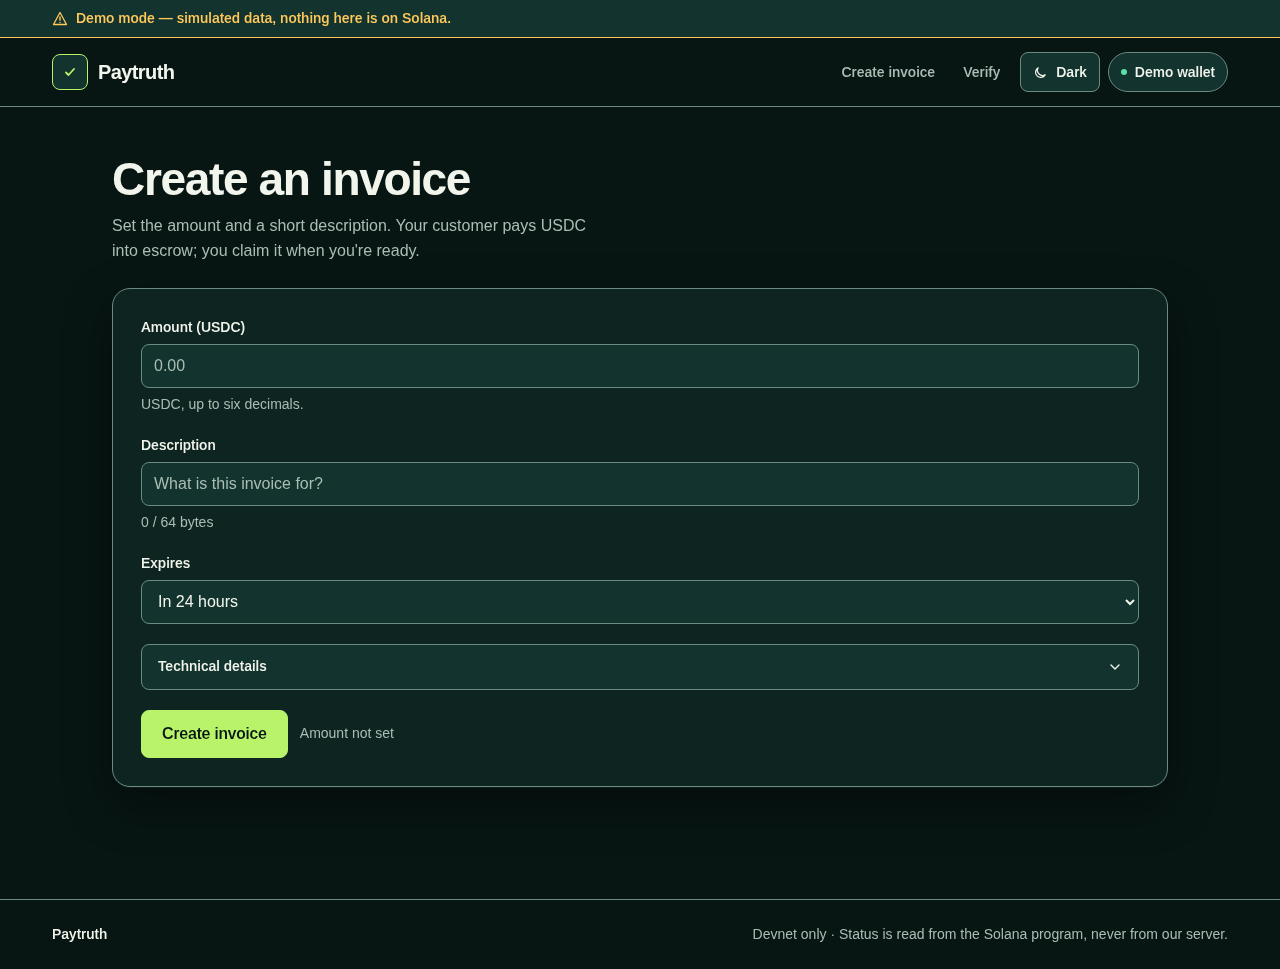 Demo mode — simulated data, nothing here is on Solana.
Paytruth
Create invoice
Verify
Dark
Demo wallet
Create an invoice
Set the amount and a short description. Your customer pays USDC
into escrow; you claim it when you're ready.
Amount (USDC)
0.00
USDC, up to six decimals.
Description
What is this invoice for?
0 / 64 bytes
Expires
In 24 hours
Technical details
Create invoice
Amount not set
Paytruth
Devnet only · Status is read from the Solana program, never from our server.